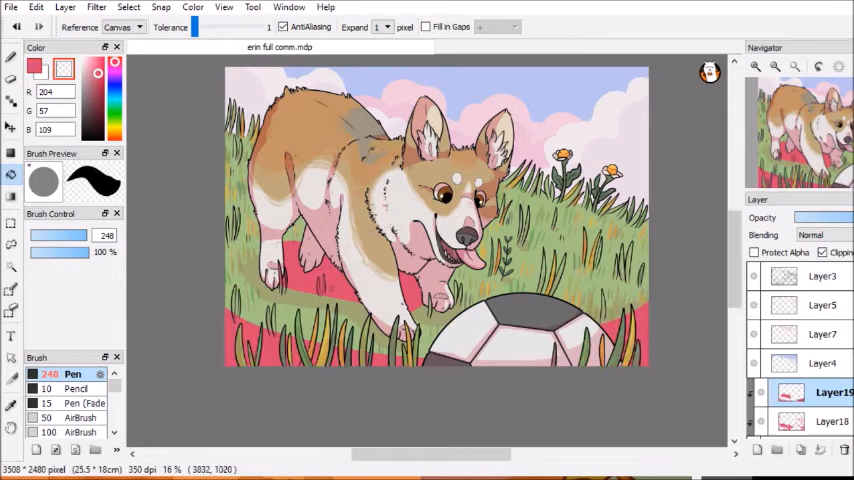 File Edit Layer Filter Select Snap Color View Tool Window Help
Reference Canvas Tolerance 1 AntiAliasing Expand 1 pixel Fill in Gaps
Color
erin full comm.mdp
Navigator
R 204
G 57
B 109
Brush Preview
Brush Control
248
100 %
Layer
Opacity
Blending Normal
Protect Alpha Clipping
Layer3
Layer5
Layer7
Layer4
Layer19
Layer18
Brush
248 Pen
10 Pencil
15 Pen (Fade
50 AirBrush
100 AirBrush
3508 * 2480 pixel (25.5 * 18cm) 350 dpi 16 % ( 3832, 1020 )